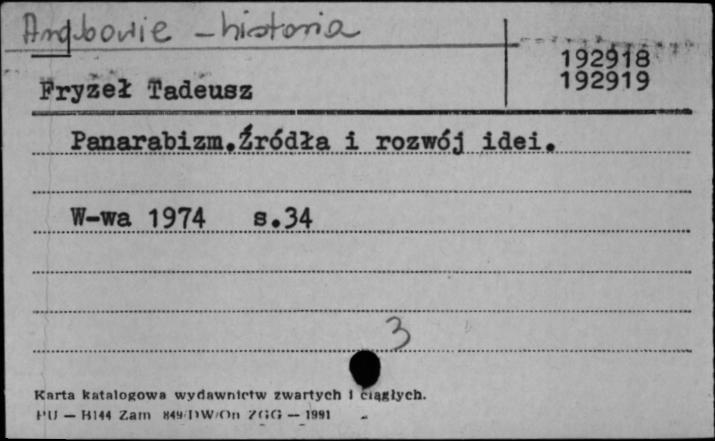 Arabowie - historia
192918
192919
Fryzeł Tadeusz
Panarabizm.Źródła i rozwój idei.
W-wa 1974 s.34
3
Karta katalogowa wydawnictw zwartych i ciągłych.
PU — H144 Zam 849/DW/On ZGG — 1991